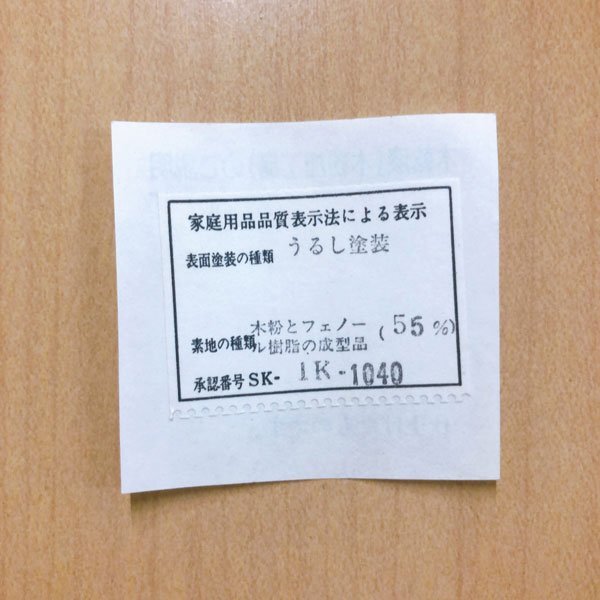 家庭用品品質表示法による表示
表面塗装の種類 うるし塗装
素地の種類 木粉とフェノー
ル樹脂の成型品 (55%)
承認番号 SK- 1K-1040